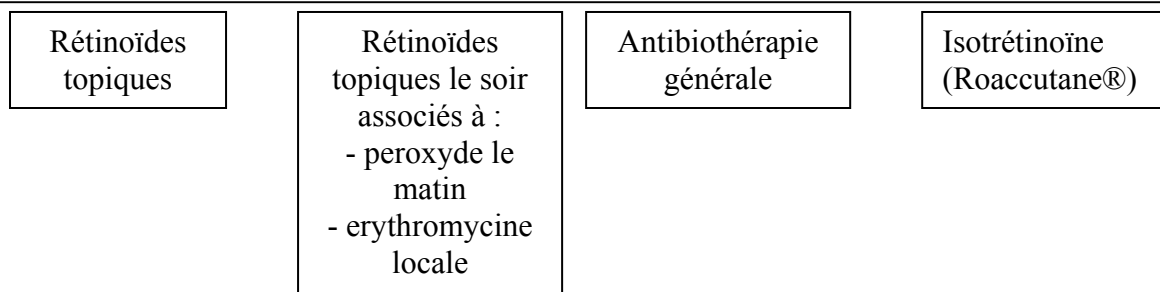 Rétinoïdes
topiques
Rétinoïdes
topiques le soir
associés à :
- peroxyde le
matin
- erythromycine
locale
Antibiothérapie
générale
Isotrétinoïne
(Roaccutane®)